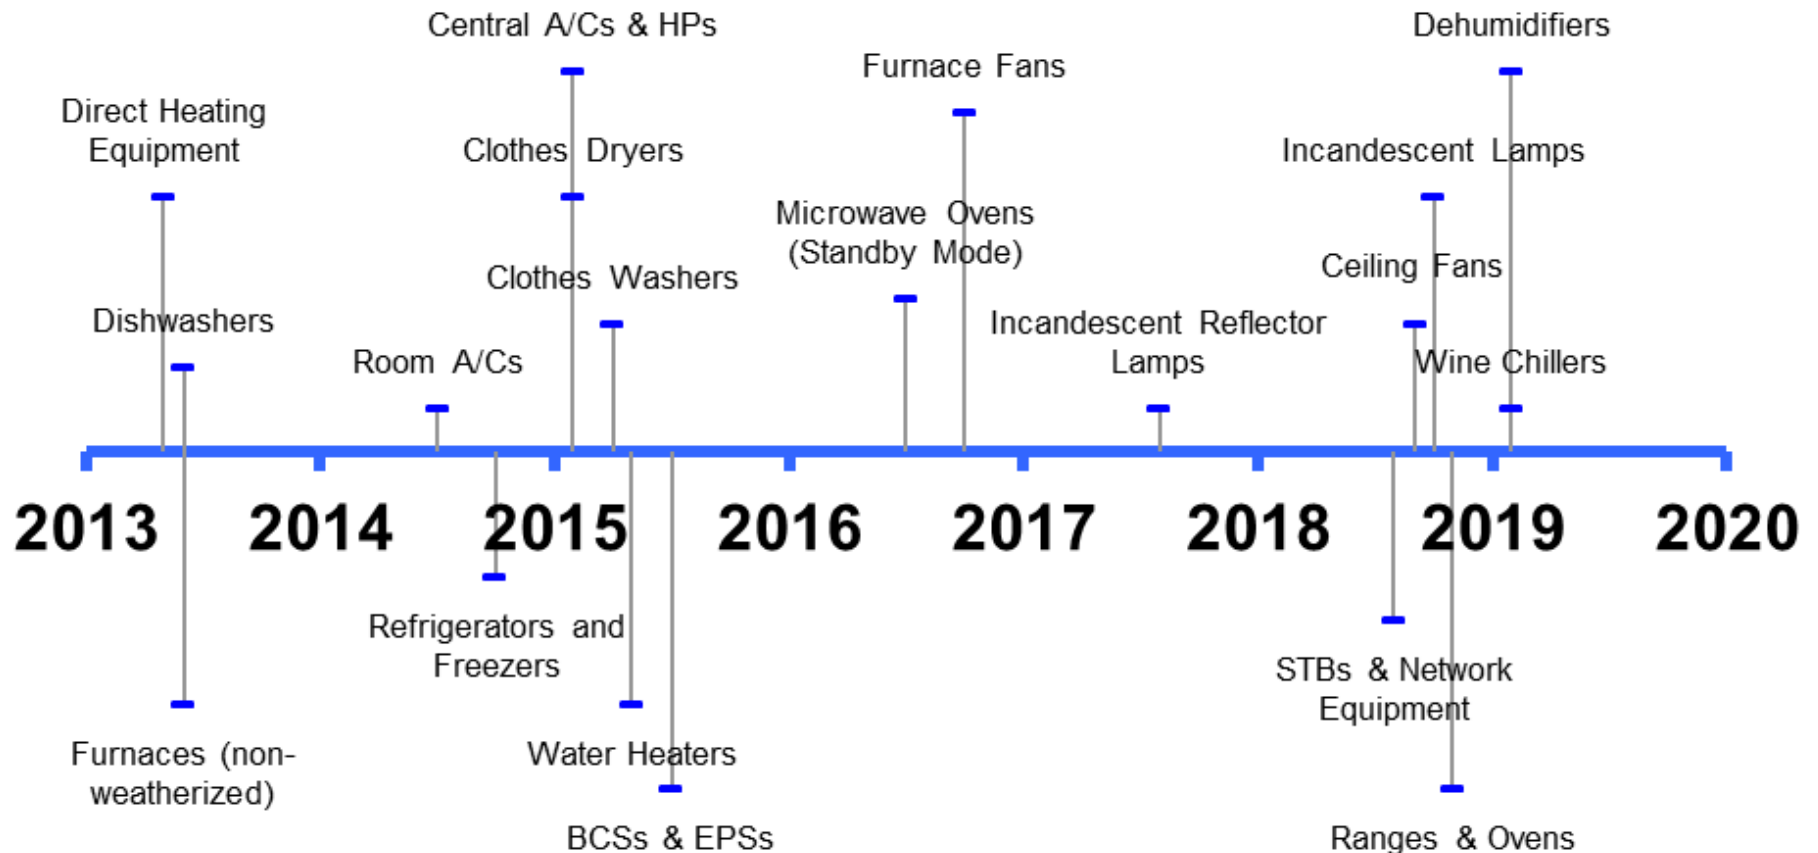 Central A/Cs & HPs
Dehumidifiers
Furnace Fans
Direct Heating
Equipment
Clothes Dryers
Incandescent Lamps
Microwave Ovens
(Standby Mode)
Ceiling Fans
Clothes Washers
Dishwashers
Incandescent Reflector
Lamps
Room A/Cs
Wine Chillers
2013 2014 2015 2016 2017 2018 2019 2020
Refrigerators and
Freezers
STBs & Network
Equipment
Furnaces (non-
weatherized)
Water Heaters
BCSs & EPSs
Ranges & Ovens